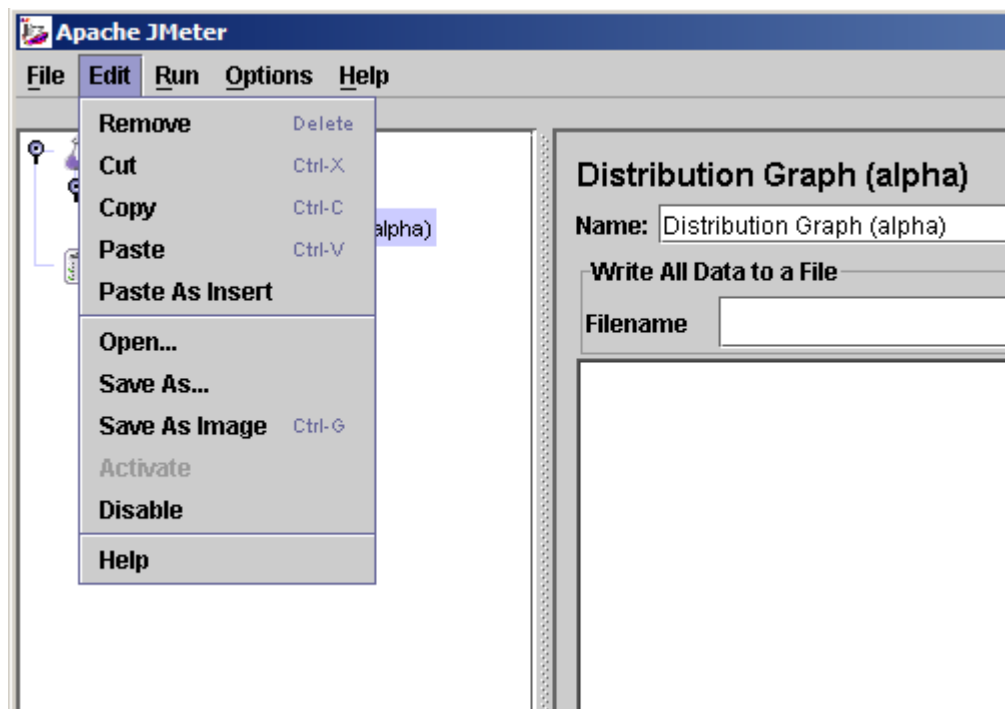 Apache JMeter
File Edit Run Options Help
Remove Delete
Cut Ctrl-X
Copy Ctrl-C
Paste Ctrl-V
Paste As Insert
Open...
Save As...
Save As Image Ctrl-G
Activate
Disable
Help
alpha)
Distribution Graph (alpha)
Name: Distribution Graph (alpha)
Write All Data to a File
Filename